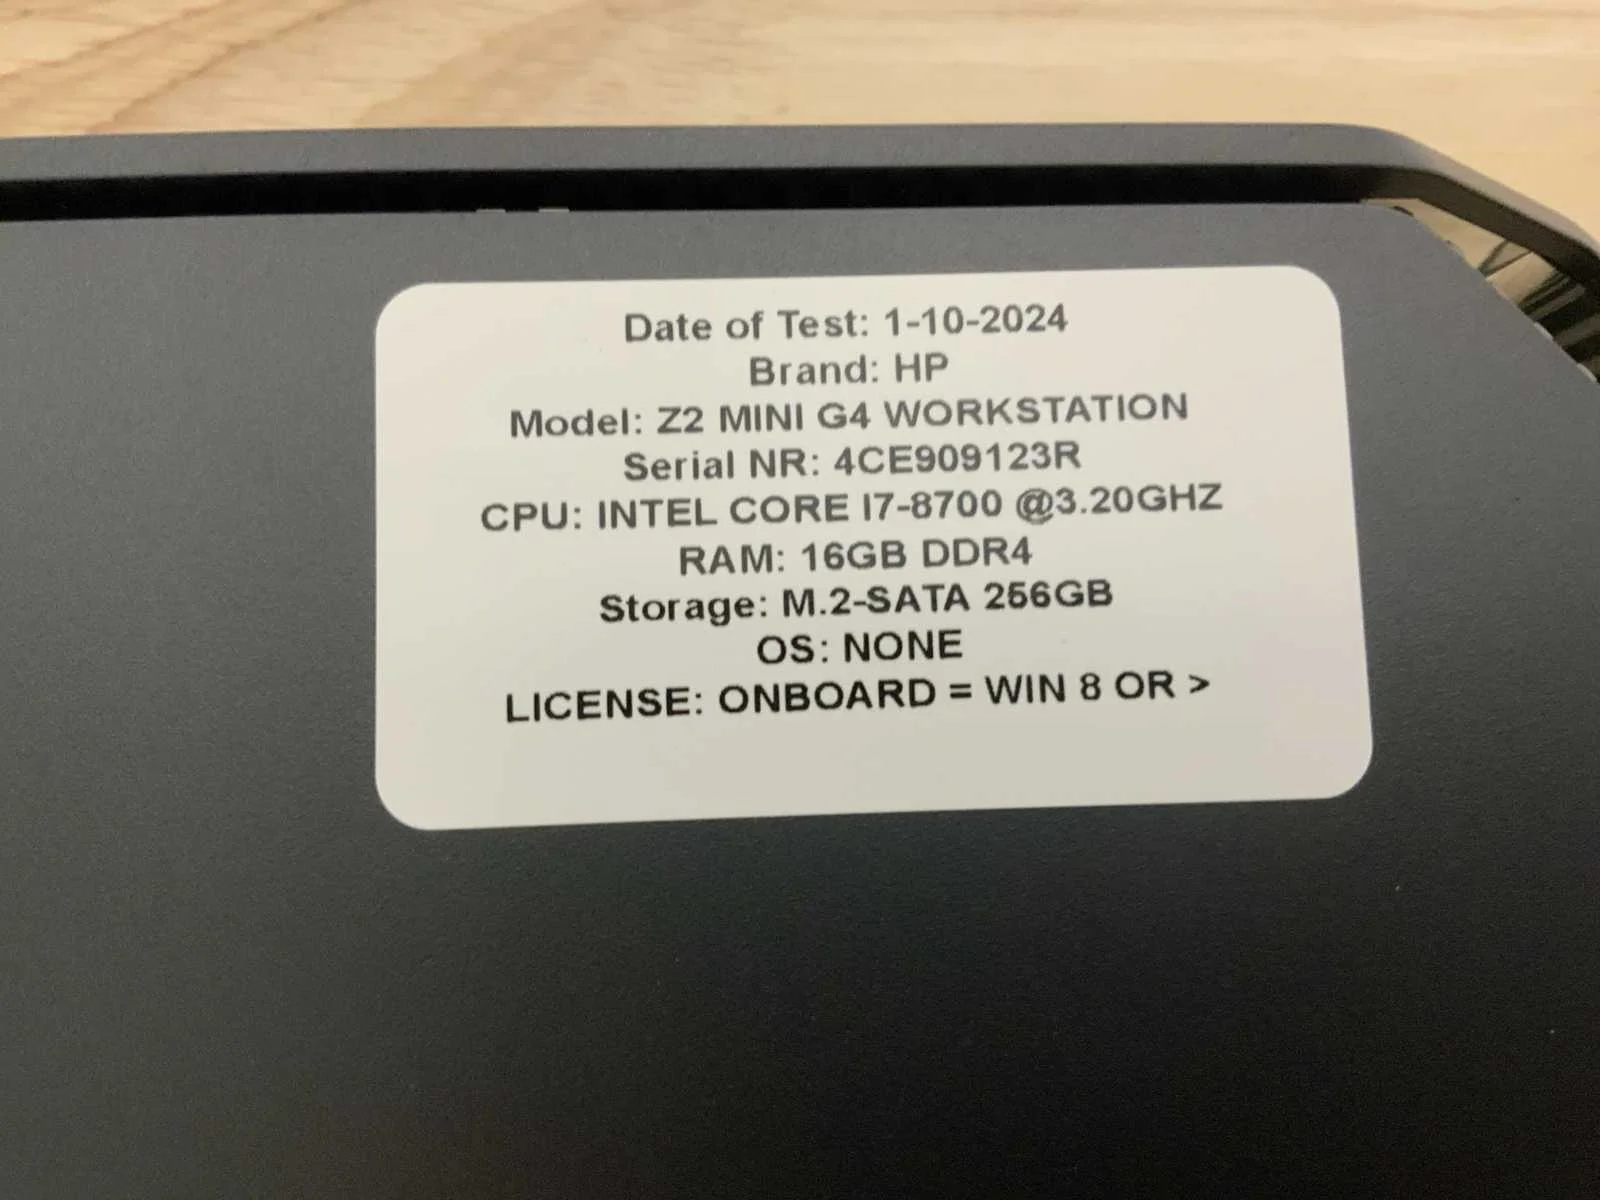 Date of Test: 1-10-2024
Brand: HP
Model: Z2 MINI G4 WORKSTATION
Serial NR: 4CE909123R
CPU: INTEL CORE I7-8700 @3.20GHZ
RAM: 16GB DDR4
Storage: M.2-SATA 256GB
OS: NONE
LICENSE: ONBOARD = WIN 8 OR >